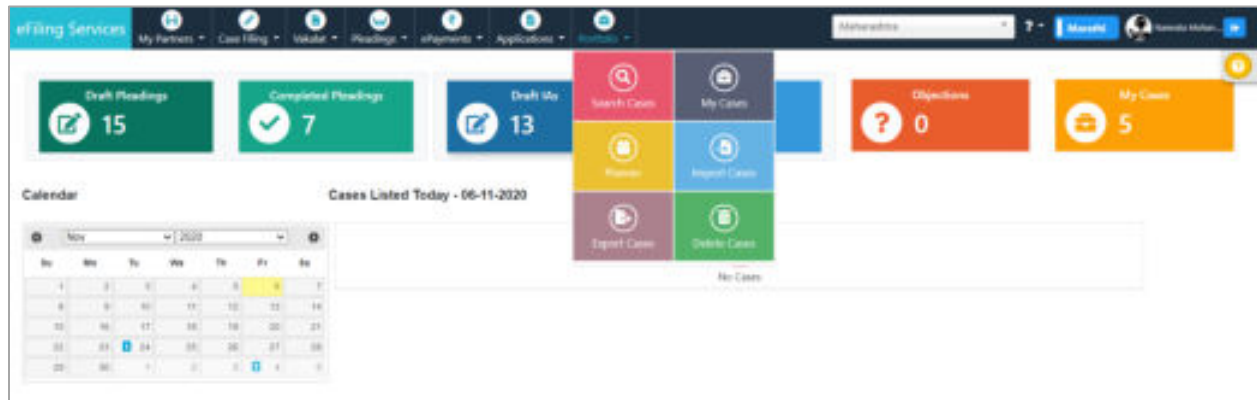 eFiling Services
My Partners
Case Filing
Vakalat
Pleadings
ePayments
Applications
Portfolio
Maharashtra
?
Marathi
Draft Pleadings
15
Completed Pleadings
7
Draft IAs
13
Search Cases
My Cases
Planner
Import Cases
Export Cases
Delete Cases
Objections
? 0
My Cases
5
Calendar
Cases Listed Today - 06-11-2020
Nov 2020
Su Mo Tu We Th Fr Sa
1 2 3 4 5 6 7
8 9 10 11 12 13 14
15 16 17 18 19 20 21
22 23 24 25 26 27 28
29 30 1 2 3 4 5
No Cases